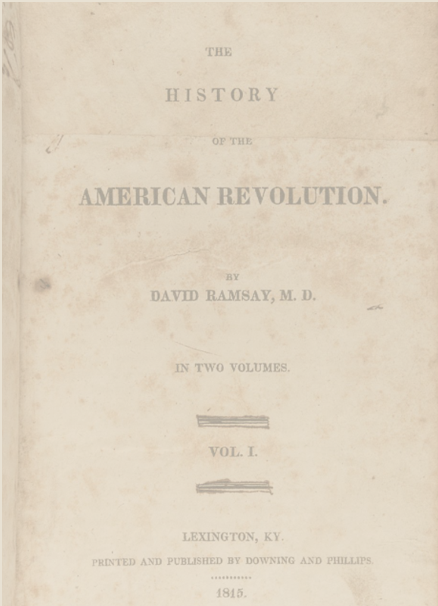 THE
HISTORY
OF THE
AMERICAN REVOLUTION.
BY
DAVID RAMSAY, M. D.
IN TWO VOLUMES.
VOL. I.
LEXINGTON, KY.
PRINTED AND PUBLISHED BY DOWNING AND PHILLIPS.
1815.